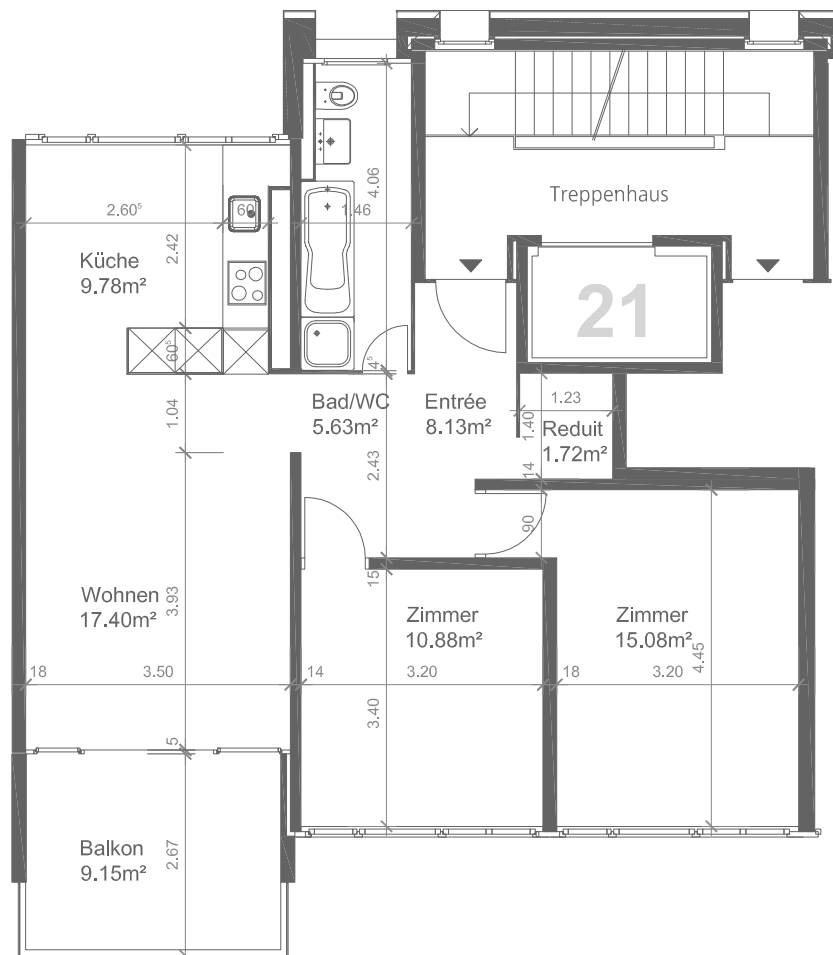 4.06
Treppenhaus
2.60⁵
60
1.46
2.42
Küche
9.78m²
21
60⁵
4⁵
1.04
Bad/WC
5.63m²
Entrée
8.13m²
1.23
1.40
Reduit
1.72m²
2.43
14
90
15
Wohnen
17.40m²
3.93
Zimmer
10.88m²
Zimmer
15.08m²
18
3.50
14
3.20
18
3.20
4.45
3.40
5
Balkon
9.15m²
2.67